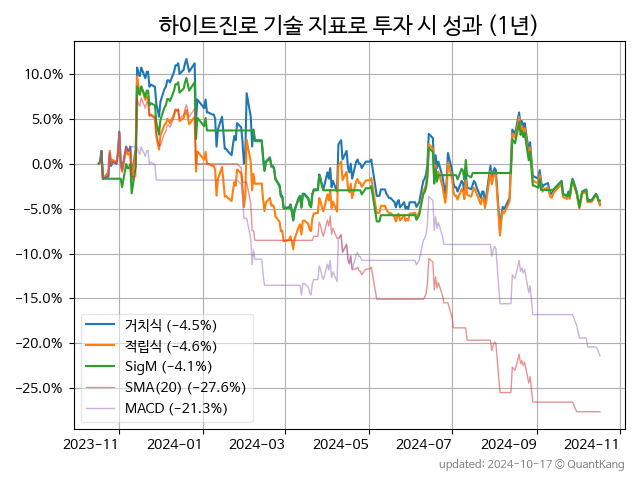 하이트진로 기술 지표로 투자 시 성과 (1년)
10.0%
5.0%
0.0%
−5.0%
−10.0%
−15.0%
−20.0%
−25.0%
거치식 (−4.5%)
적립식 (−4.6%)
SigM (−4.1%)
SMA(20) (−27.6%)
MACD (−21.3%)
2023-11 2024-01 2024-03 2024-05 2024-07 2024-09 2024-11
updated: 2024-10-17 © QuantKang